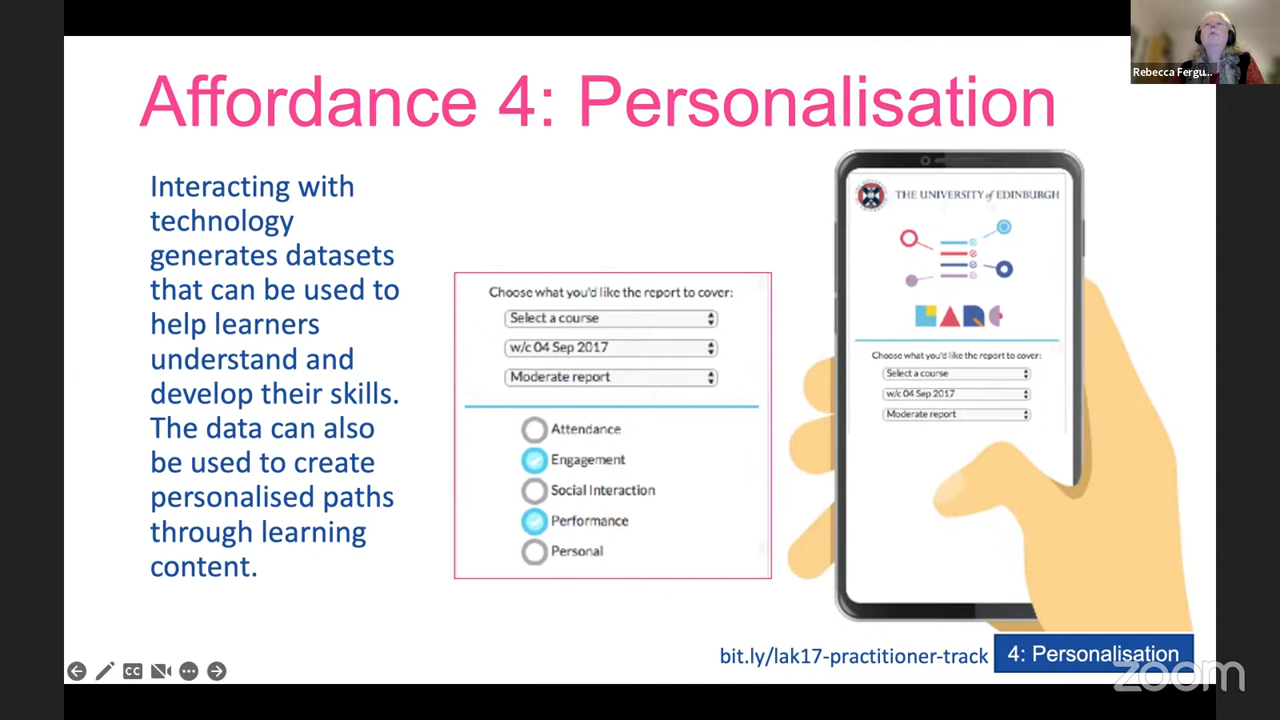 Rebecca Fergu...
Affordance 4: Personalisation
Interacting with
technology
generates datasets
that can be used to
help learners
understand and
develop their skills.
The data can also
be used to create
personalised paths
through learning
content.
Choose what you'd like the report to cover:
Select a course
w/c 04 Sep 2017
Moderate report
Attendance
Engagement
Social Interaction
Performance
Personal
THE UNIVERSITY of EDINBURGH
LARC
Choose what you'd like the report to cover:
Select a course
w/c 04 Sep 2017
Moderate report
bit.ly/lak17-practitioner-track
4: Personalisation
CC
zoom